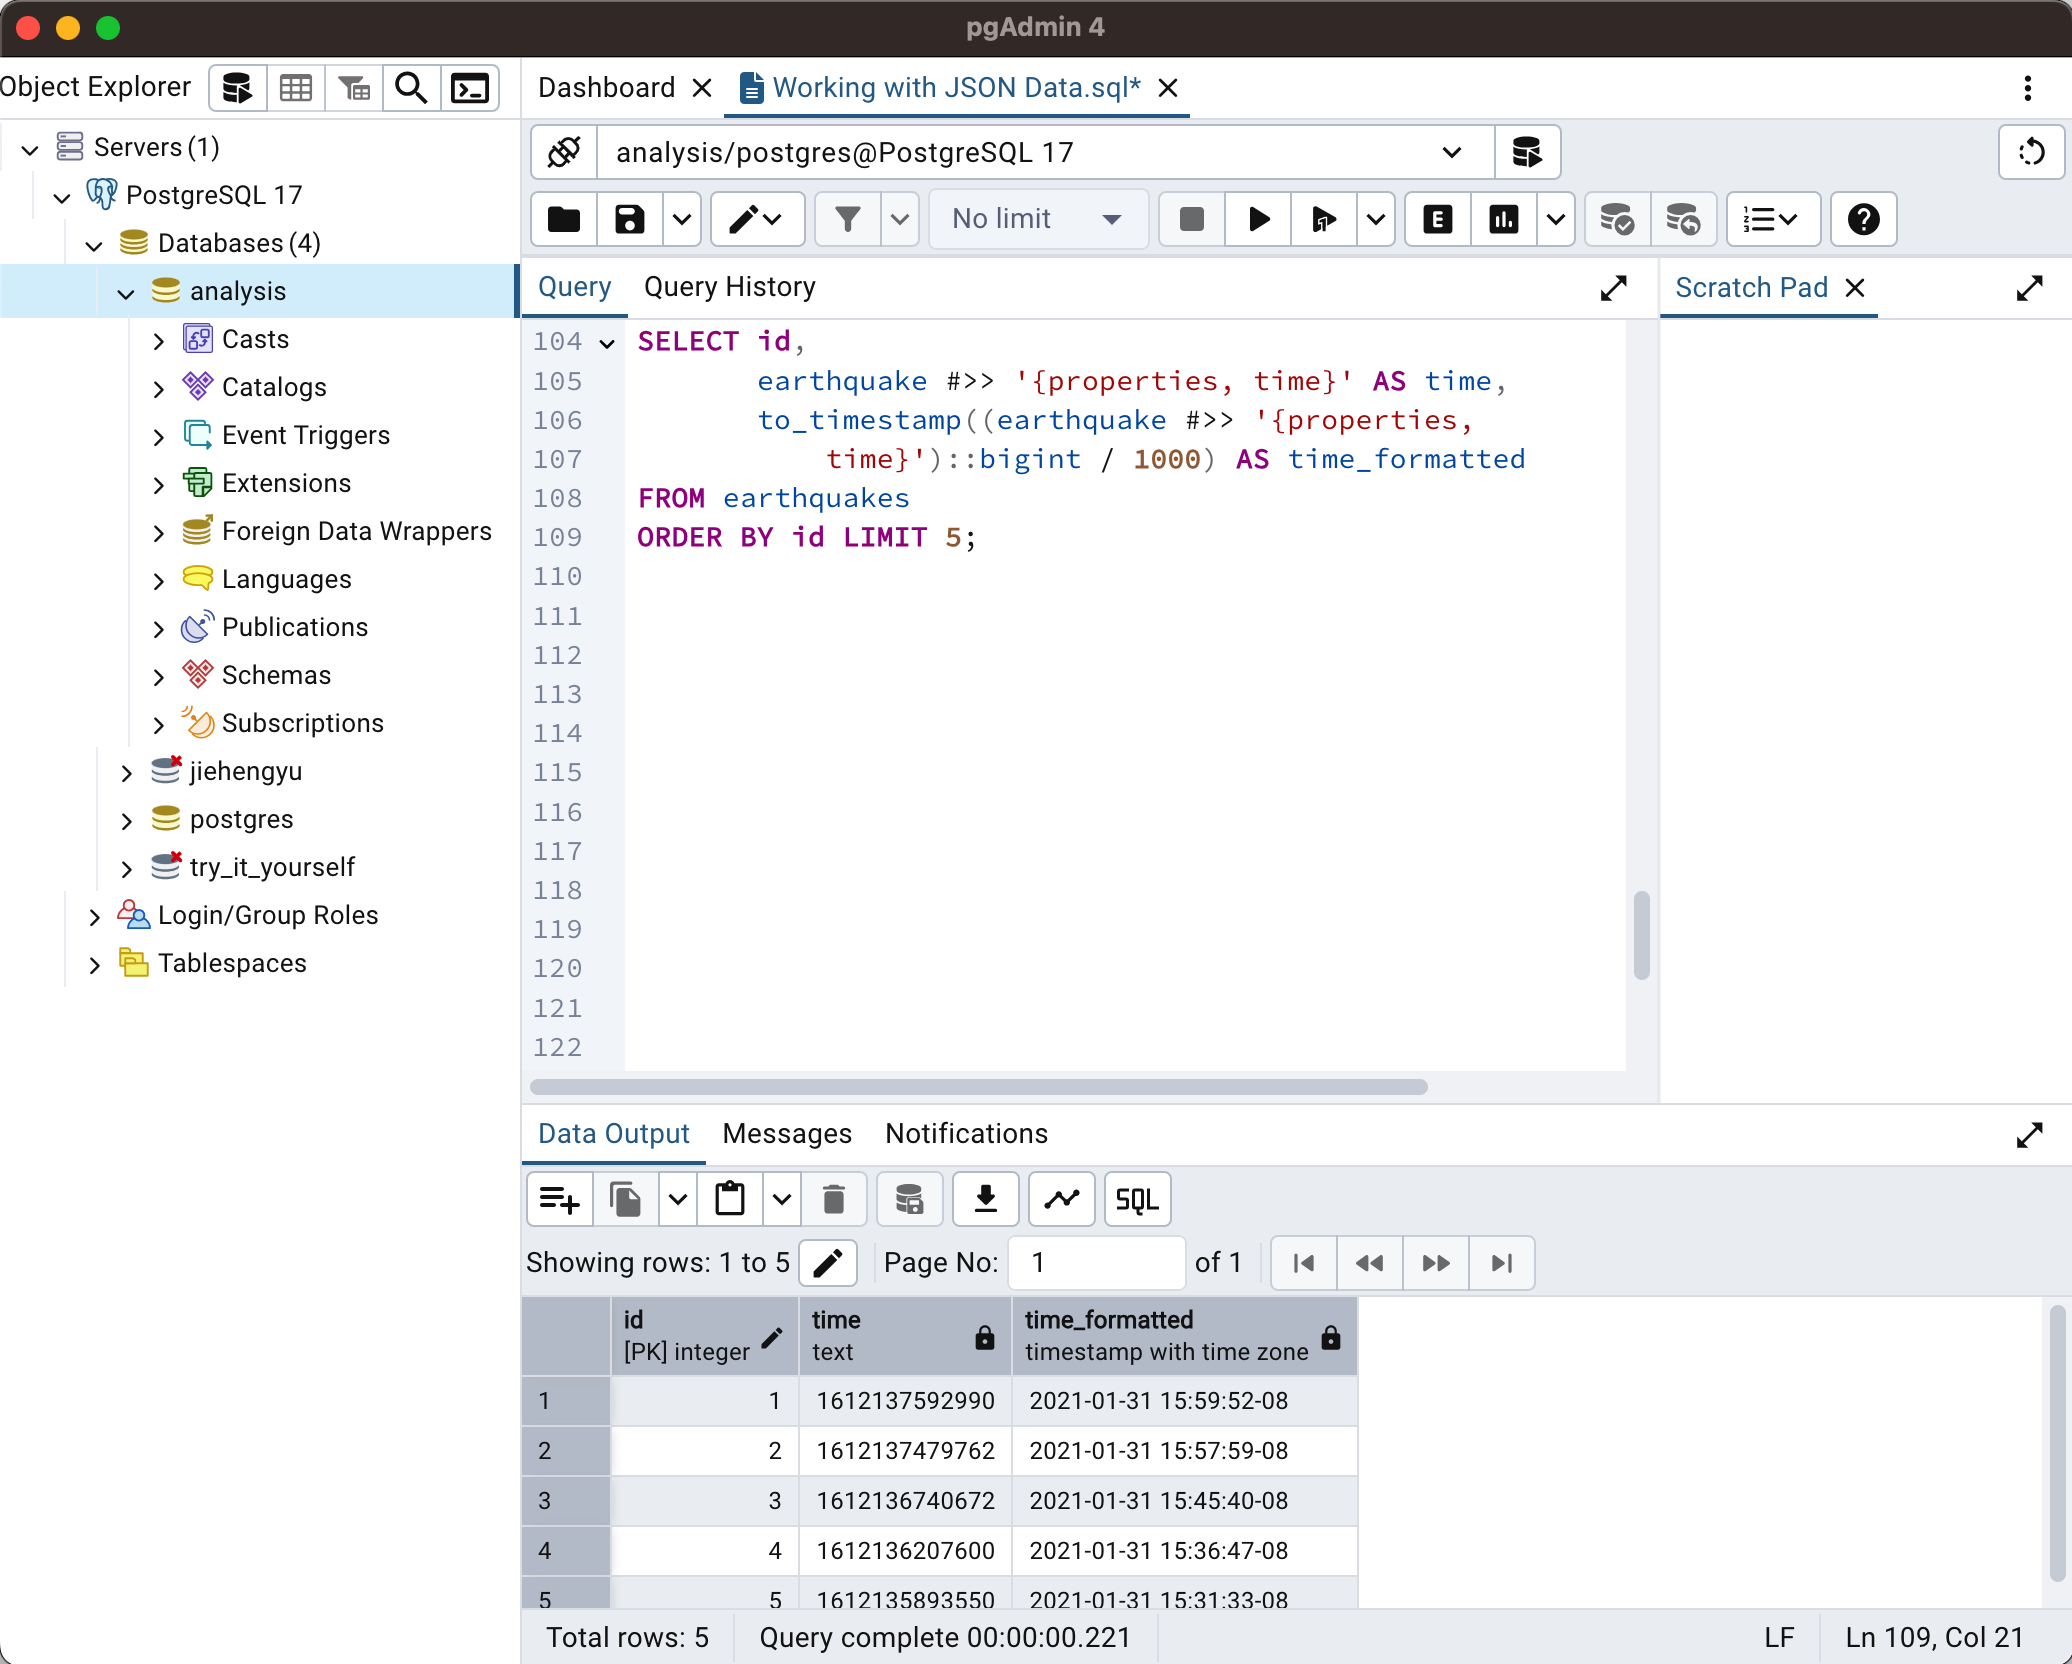 pgAdmin 4
Object Explorer
Servers (1)
PostgreSQL 17
Databases (4)
analysis
Casts
Catalogs
Event Triggers
Extensions
Foreign Data Wrappers
Languages
Publications
Schemas
Subscriptions
jiehengyu
postgres
try_it_yourself
Login/Group Roles
Tablespaces
Dashboard
Working with JSON Data.sql*
analysis/postgres@PostgreSQL 17
No limit
E
Query Query History
Scratch Pad
104 SELECT id,
105 earthquake #>> '{properties, time}' AS time,
106 to_timestamp((earthquake #>> '{properties,
107 time}')::bigint / 1000) AS time_formatted
108 FROM earthquakes
109 ORDER BY id LIMIT 5;
110
111
112
113
114
115
116
117
118
119
120
121
122
Data Output Messages Notifications
SQL
Showing rows: 1 to 5 Page No: 1 of 1
id time time_formatted
[PK] integer text timestamp with time zone
1 1 1612137592990 2021-01-31 15:59:52-08
2 2 1612137479762 2021-01-31 15:57:59-08
3 3 1612136740672 2021-01-31 15:45:40-08
4 4 1612136207600 2021-01-31 15:36:47-08
5 5 1612135893550 2021-01-31 15:31:33-08
Total rows: 5 Query complete 00:00:00.221 LF Ln 109, Col 21